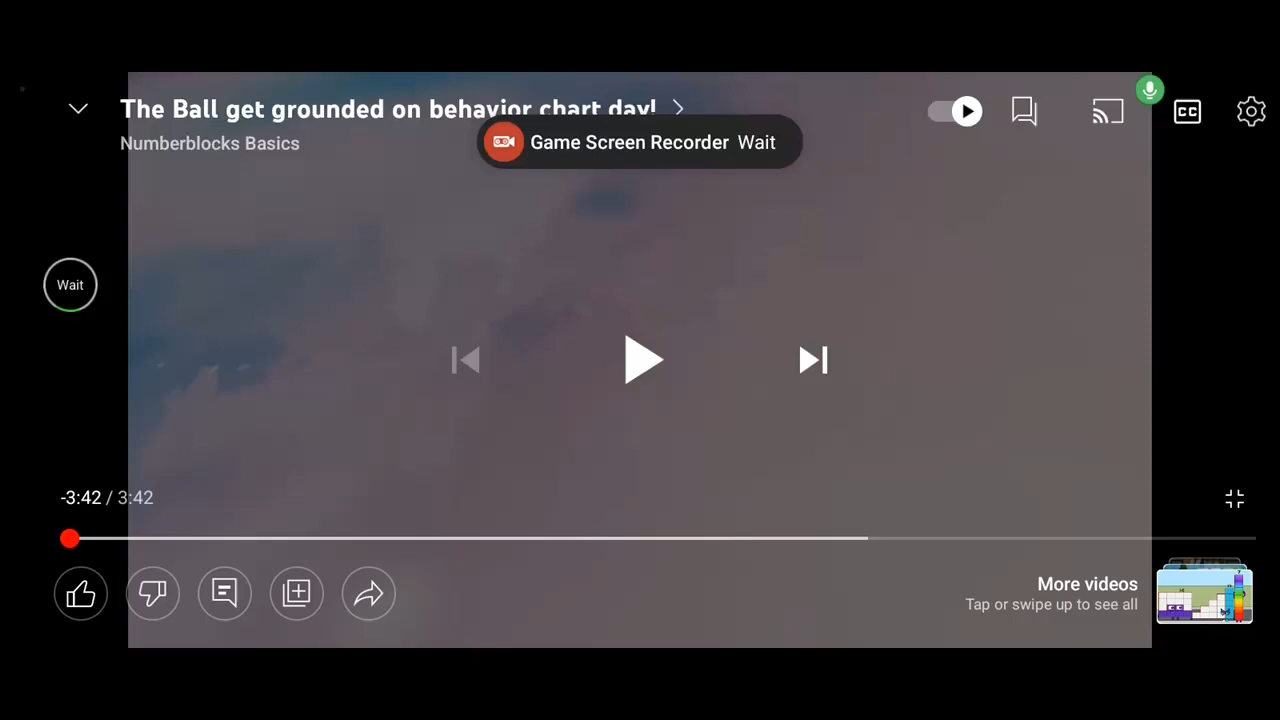 The Ball get grounded on behavior chart day!
Numberblocks Basics
Game Screen Recorder Wait
CC
Wait
-3:42 / 3:42
More videos
Tap or swipe up to see all